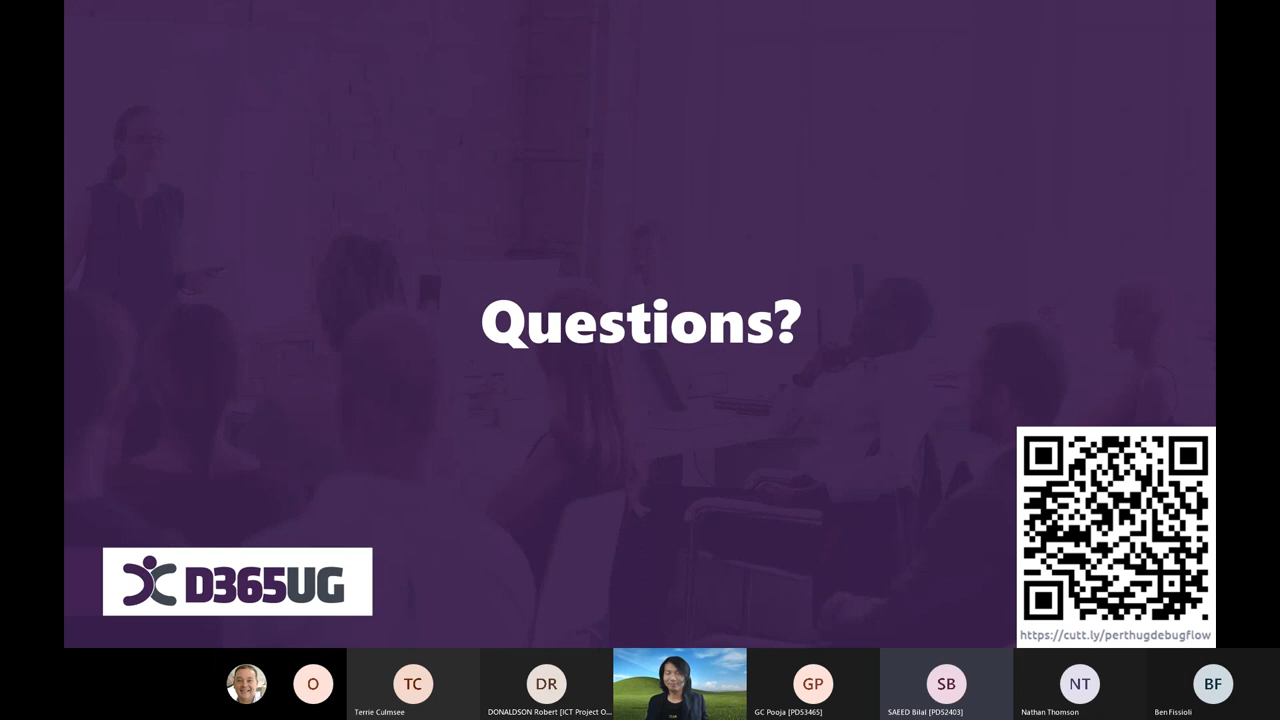 Questions?
D365UG
https://cutt.ly/perthugdebugflow
O
TC
DR
GP
SB
NT
BF
Terrie Culmsee
DONALDSON Robert [ICT Project O...
GC Pooja [PD53465]
SAEED Bilal [PD52403]
Nathan Thomson
Ben Fissioli